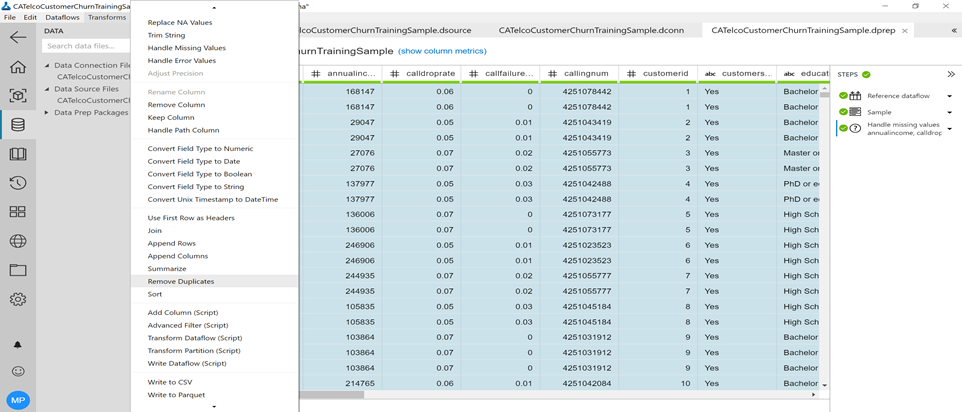 CATelcoCustomerChurnTrainingSa
ha"
File Edit Dataflows Transforms
DATA
Search data files...
Data Connection File
CATelcoCustomerCh
Data Source Files
CATelcoCustomerCh
Data Prep Packages
MP
Replace NA Values
Trim String
Handle Missing Values
Handle Error Values
Adjust Precision
Rename Column
Remove Column
Keep Column
Handle Path Column
Convert Field Type to Numeric
Convert Field Type to Date
Convert Field Type to Boolean
Convert Field Type to String
Convert Unix Timestamp to DateTime
Use First Row as Headers
Join
Append Rows
Append Columns
Summarize
Remove Duplicates
Sort
Add Column (Script)
Advanced Filter (Script)
Transform Dataflow (Script)
Transform Partition (Script)
Write Dataflow (Script)
Write to CSV
Write to Parquet
lcoCustomerChurnTrainingSample.dsource CATelcoCustomerChurnTrainingSample.dconn CATelcoCustomerChurnTrainingSample.dprep
hurnTrainingSample (show column metrics)
# annualinc... # calldroprate # callfailure... # callingnum # customerid abc customers... abc educat
168147 0.06 0 4251078442 1 Yes Bachelor
168147 0.06 0 4251078442 1 Yes Bachelor
29047 0.05 0.01 4251043419 2 Yes Bachelor
29047 0.05 0.01 4251043419 2 Yes Bachelor
27076 0.07 0.02 4251055773 3 Yes Master o
27076 0.07 0.02 4251055773 3 Yes Master o
137977 0.05 0.03 4251042488 4 Yes PhD or e
137977 0.05 0.03 4251042488 4 Yes PhD or e
136006 0.07 0 4251073177 5 Yes High Sch
136006 0.07 0 4251073177 5 Yes High Sch
246906 0.05 0.01 4251023523 6 Yes Bachelor
246906 0.05 0.01 4251023523 6 Yes Bachelor
244935 0.07 0.02 4251055777 7 Yes Bachelor
244935 0.07 0.02 4251055777 7 Yes Bachelor
105835 0.05 0.03 4251045184 8 Yes High Sch
105835 0.05 0.03 4251045184 8 Yes High Sch
103864 0.07 0 4251031912 9 Yes Bachelor
103864 0.07 0 4251031912 9 Yes Bachelor
103864 0.07 0 4251031912 9 Yes Bachelor
214765 0.06 0.01 4251042084 10 Yes Bachelor
STEPS
Reference dataflow
Sample
Handle missing values
annualincome, calldrop